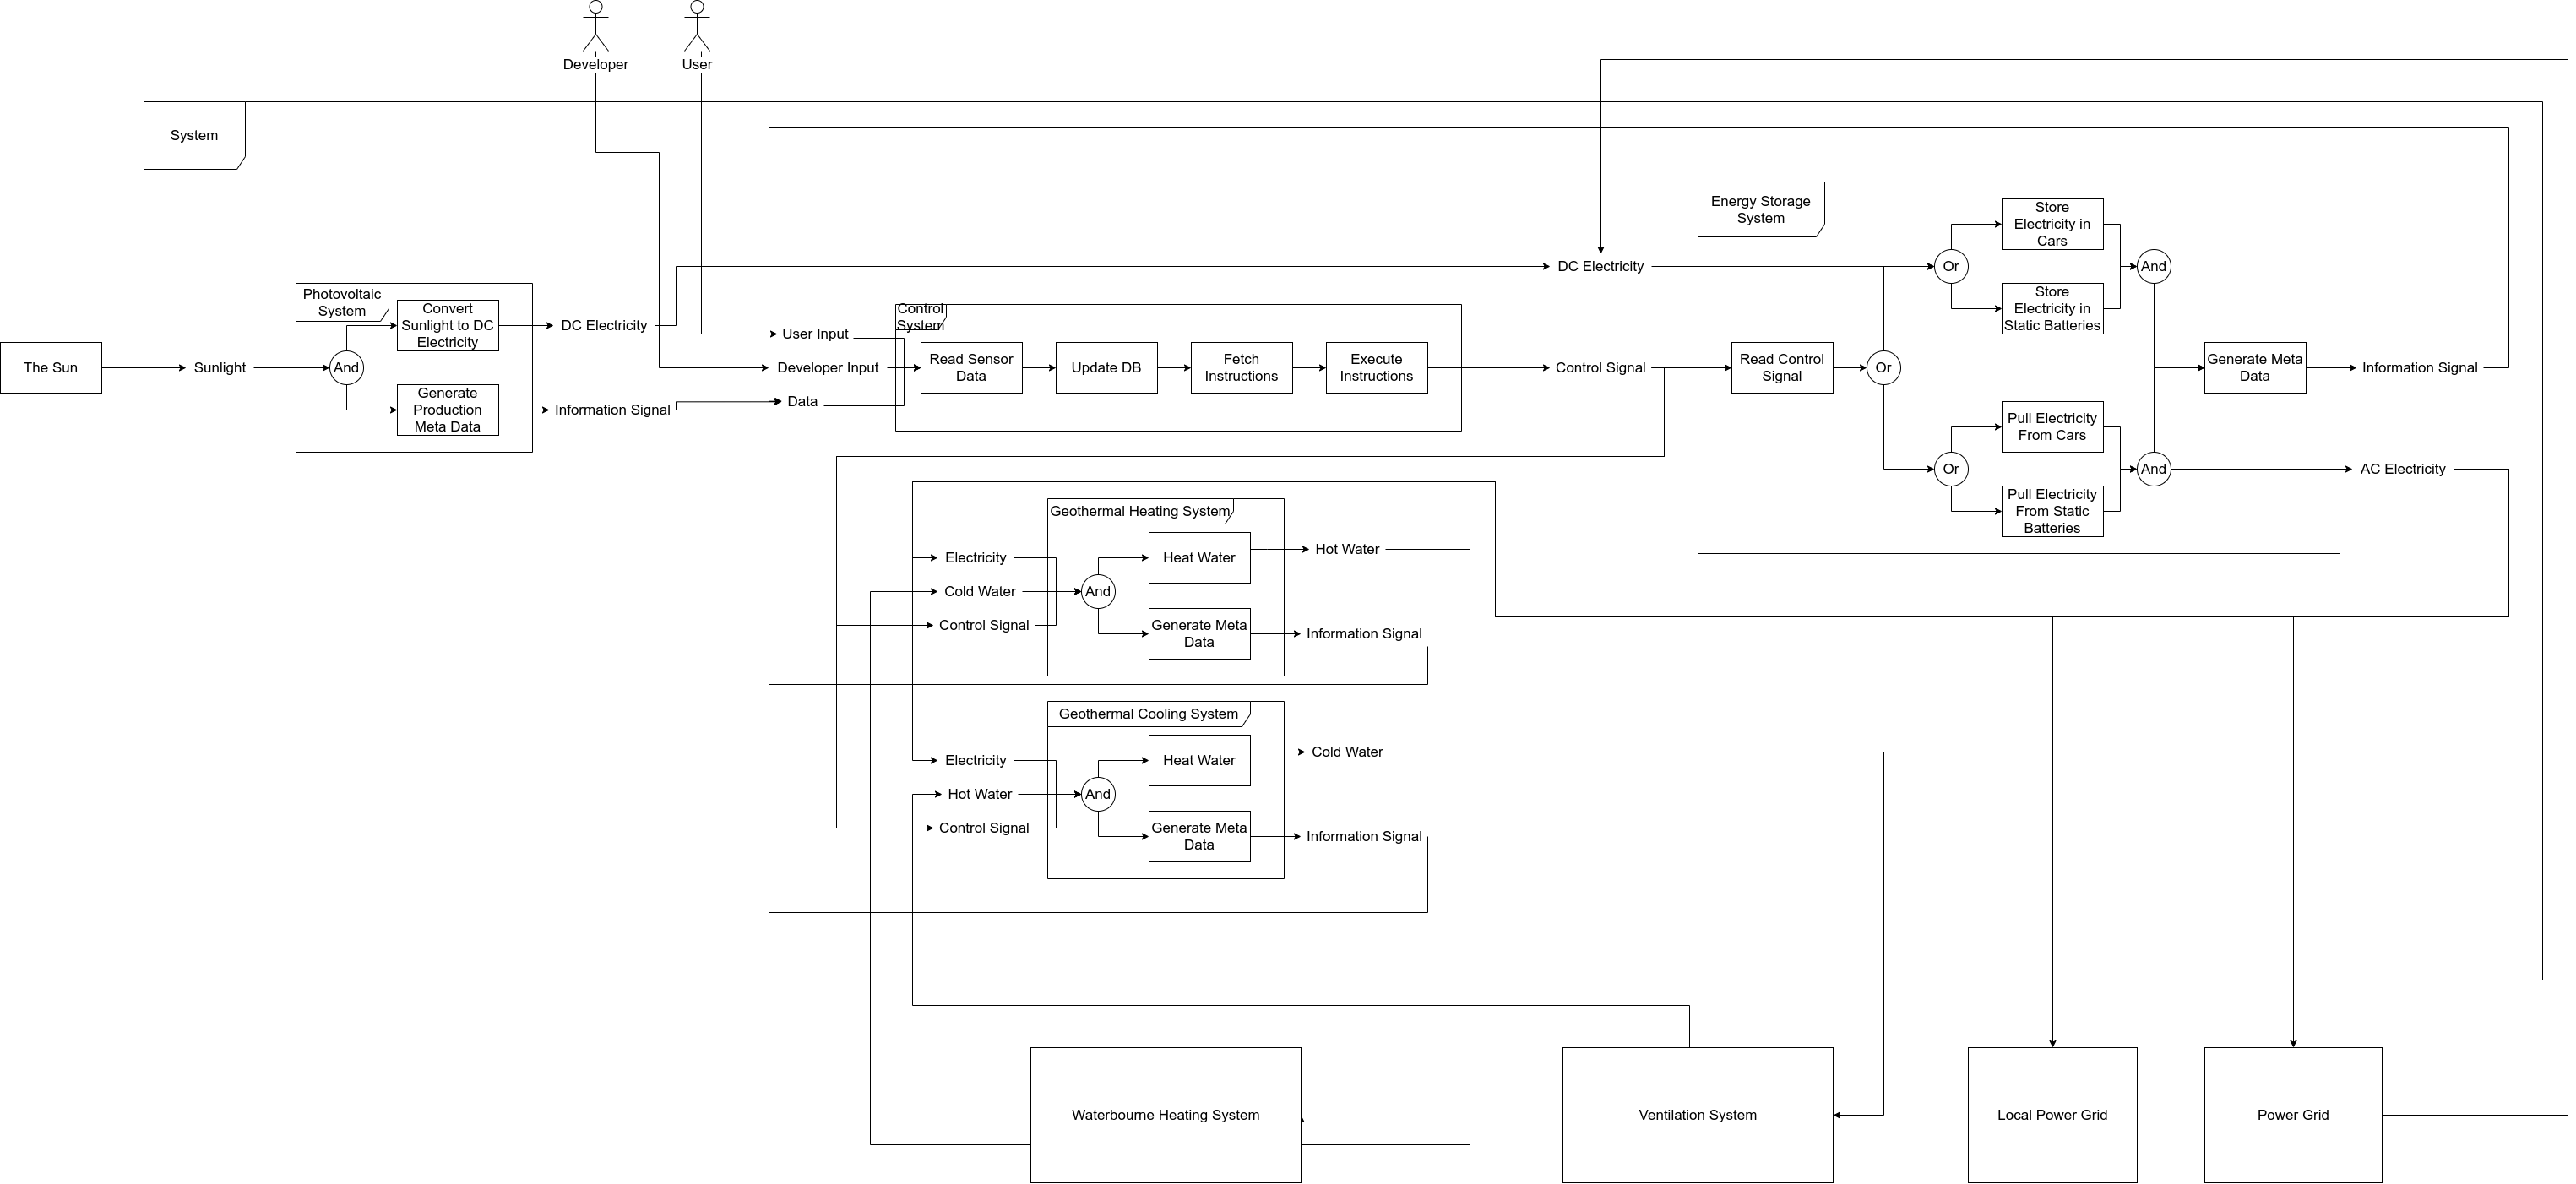 Developer
User
System
Energy Storage
System
Store
Electricity in
Cars
Or
And
DC Electricity
Store
Electricity in
Static Batteries
Photovoltaic
System
Convert
Sunlight to DC
Electricity
DC Electricity
Control
System
User Input
The Sun
Sunlight
And
Developer Input
Read Sensor
Data
Update DB
Fetch
Instructions
Execute
Instructions
Control Signal
Read Control
Signal
Or
Generate Meta
Data
Information Signal
Generate
Production
Meta Data
Information Signal
Data
Pull Electricity
From Cars
Or
And
AC Electricity
Pull Electricity
From Static
Batteries
Geothermal Heating System
Electricity
Cold Water
Control Signal
And
Heat Water
Hot Water
Generate Meta
Data
Information Signal
Geothermal Cooling System
Electricity
Hot Water
Control Signal
And
Heat Water
Cold Water
Generate Meta
Data
Information Signal
Waterbourne Heating System
Ventilation System
Local Power Grid
Power Grid